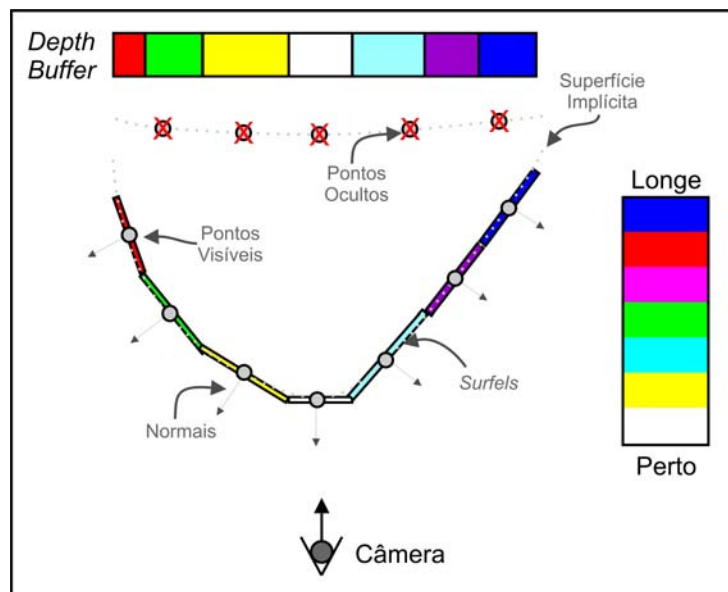 Depth
Buffer
Superfície
Implícita
Pontos
Ocultos
Longe
Pontos
Visíveis
Surfels
Normais
Perto
Câmera